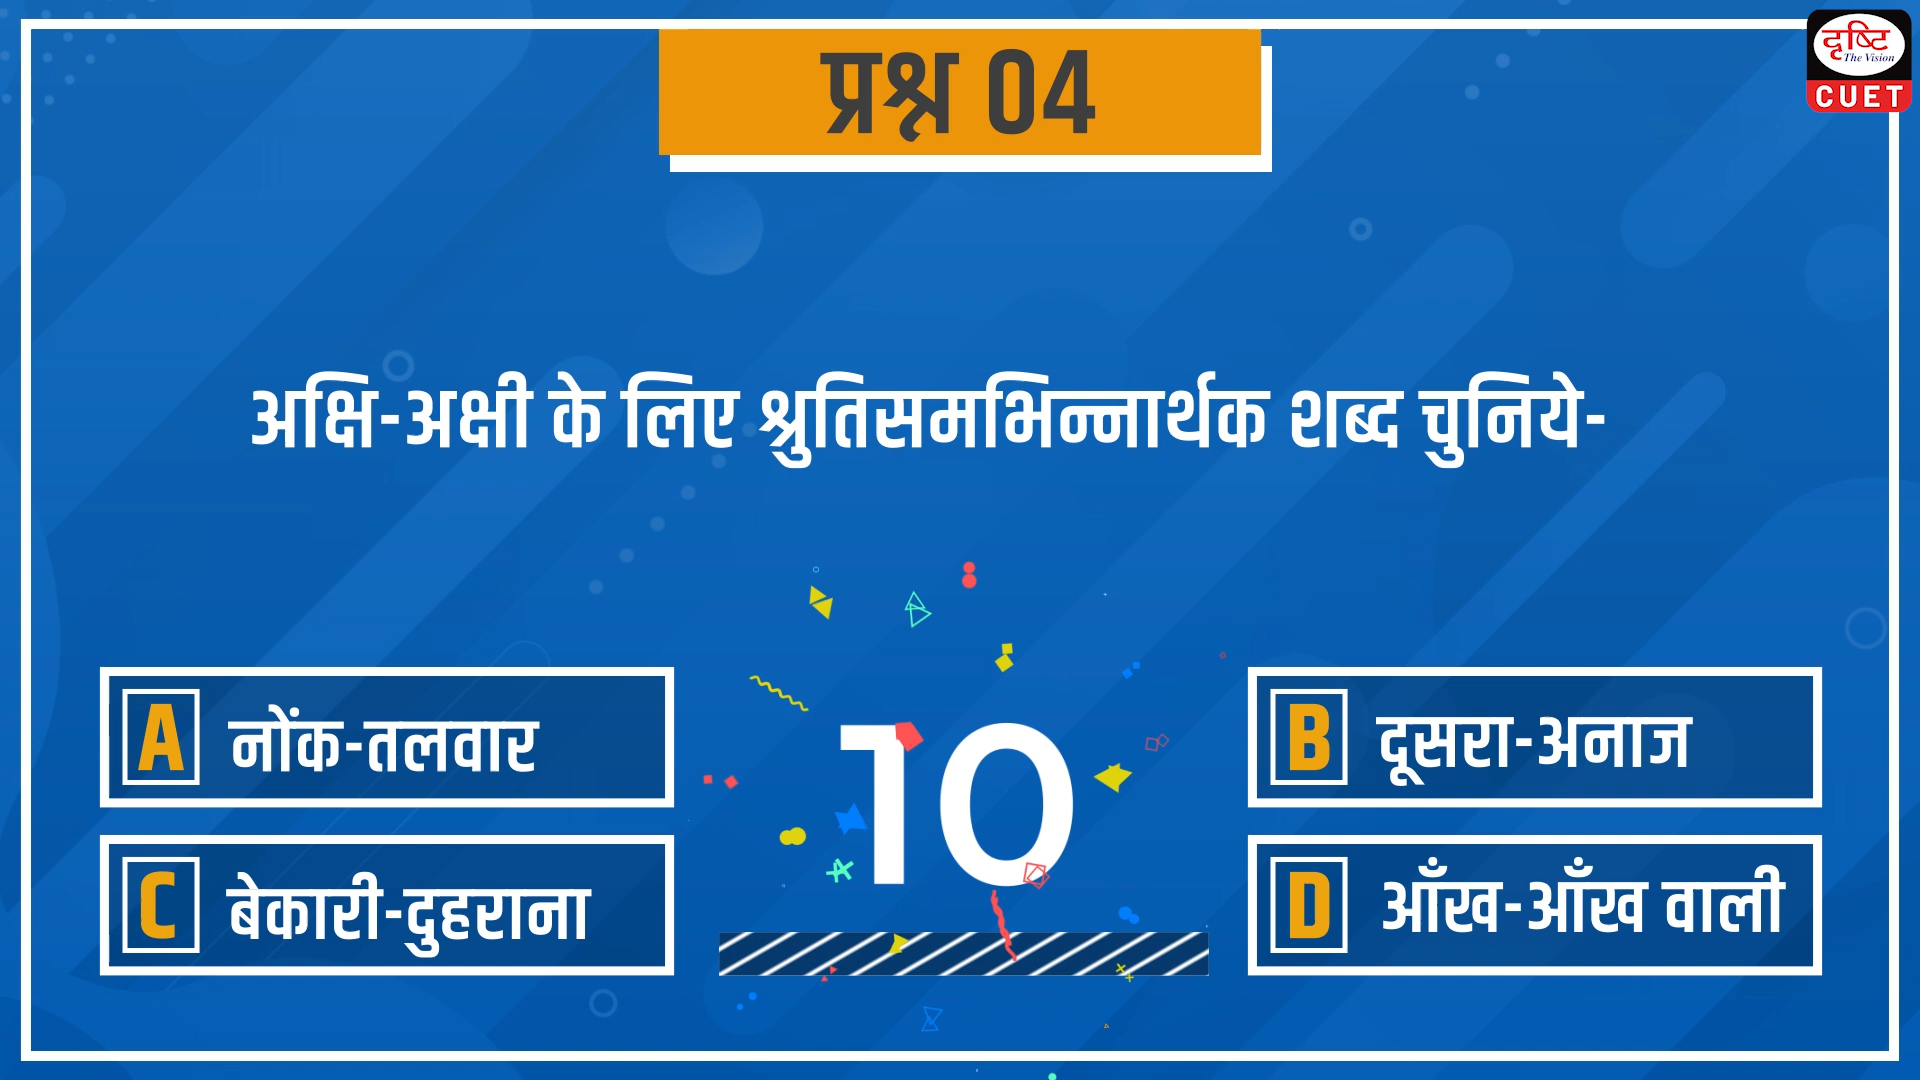 दृष्टि
The Vision
CUET
प्रश्न 04
अक्षि-अक्षी के लिए श्रुतिसमभिन्नार्थक शब्द चुनिये-
A नोंक-तलवार
B दूसरा-अनाज
10
C बेकारी-दुहराना
D आँख-आँख वाली